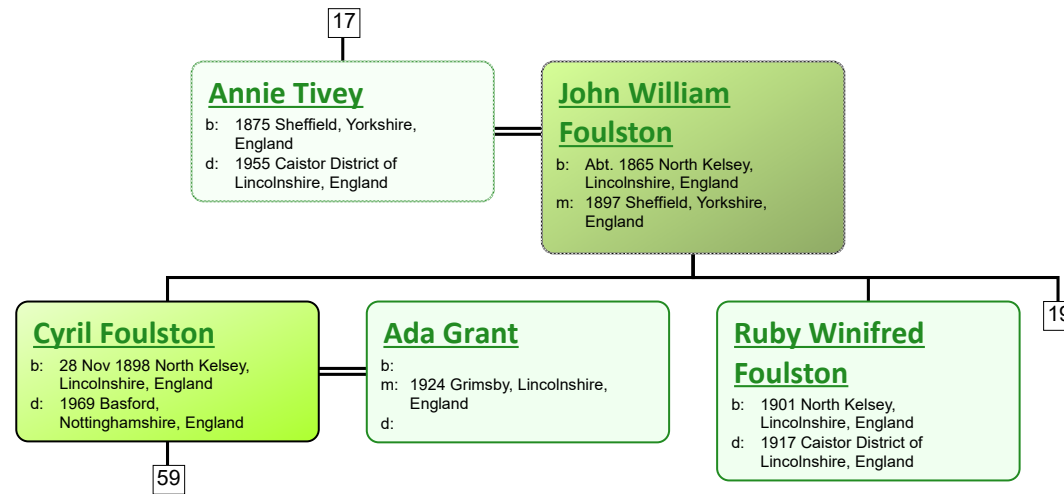 17
Annie Tivey
b: 1875 Sheffield, Yorkshire,
England
d: 1955 Caistor District of
Lincolnshire, England
John William
Foulston
b: Abt. 1865 North Kelsey,
Lincolnshire, England
m: 1897 Sheffield, Yorkshire,
England
Cyril Foulston
b: 28 Nov 1898 North Kelsey,
Lincolnshire, England
d: 1969 Basford,
Nottinghamshire, England
Ada Grant
b:
m: 1924 Grimsby, Lincolnshire,
England
d:
Ruby Winifred
Foulston
b: 1901 North Kelsey,
Lincolnshire, England
d: 1917 Caistor District of
Lincolnshire, England
19
59